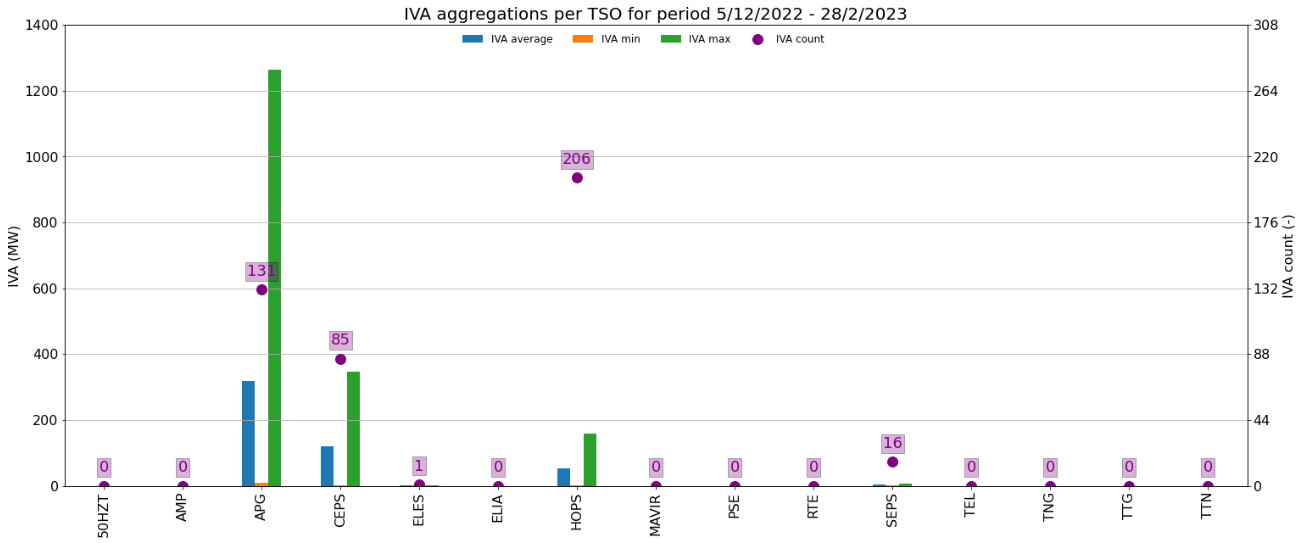 IVA aggregations per TSO for period 5/12/2022 - 28/2/2023
IVA average IVA min IVA max IVA count
1400 308
1200 264
1000 220
800 176
600 132
400 88
200 44
0 0
IVA (MW)
IVA count (-)
0 0 131 85 1 0 206 0 0 0 16 0 0 0 0
50HZT AMP APG CEPS ELES ELIA HOPS MAVIR PSE RTE SEPS TEL TNG TTG TTN